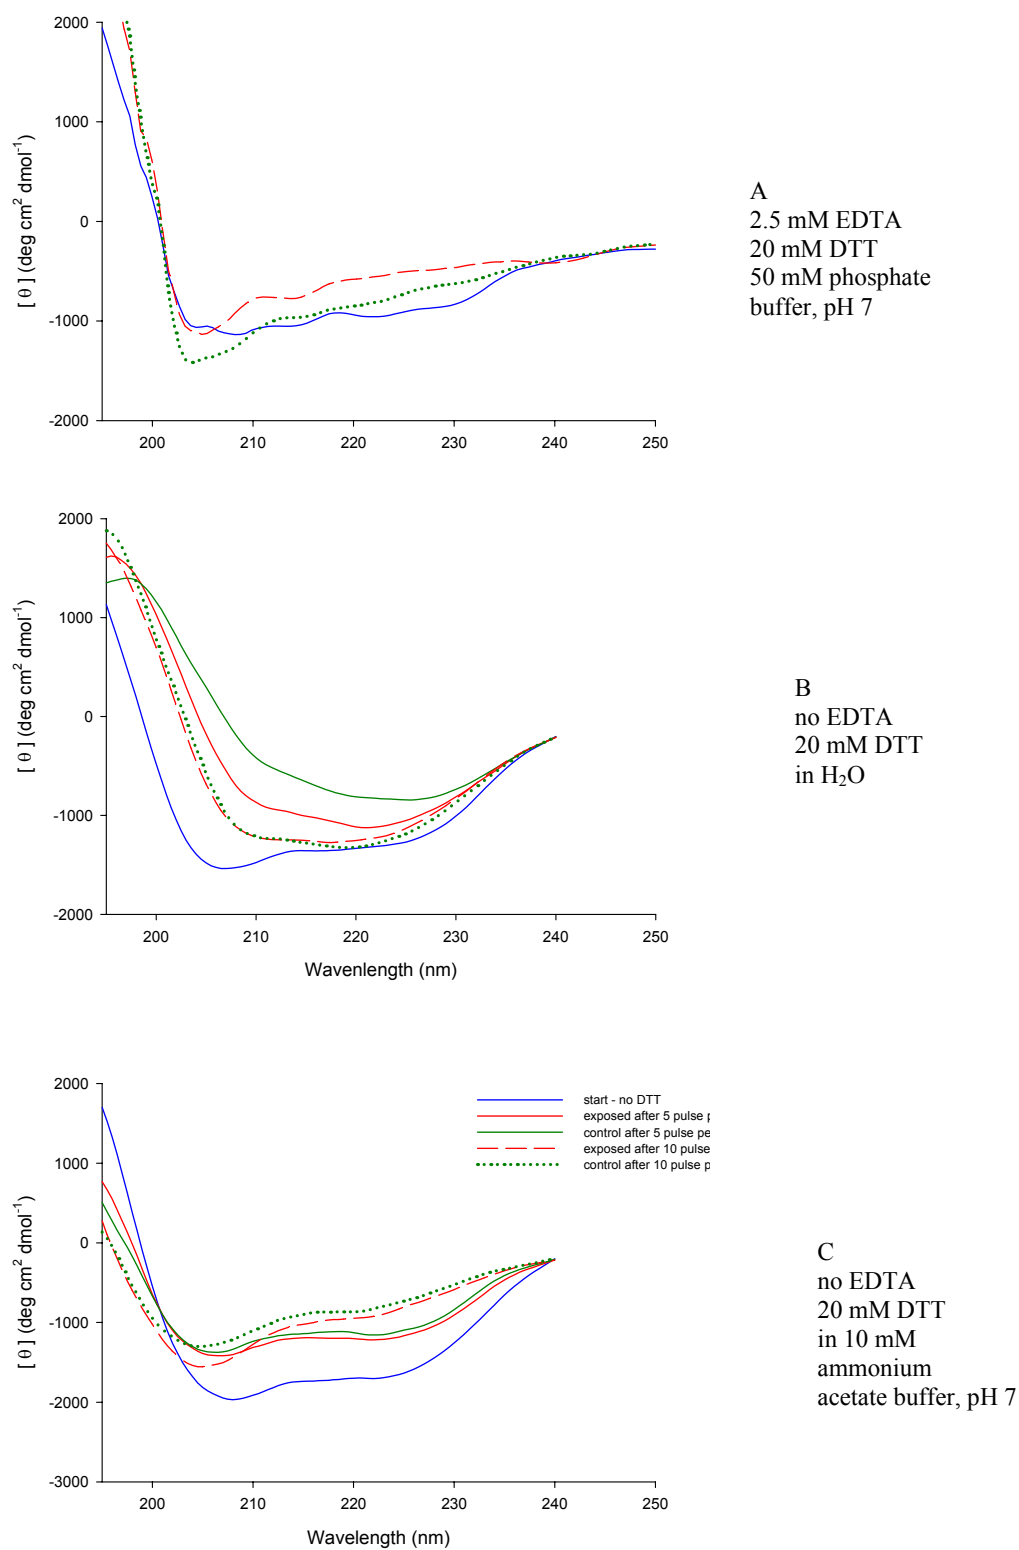 2000
1000
0
-1000
-2000
[ θ ] (deg cm² dmol⁻¹)
200 210 220 230 240 250
A
2.5 mM EDTA
20 mM DTT
50 mM phosphate
buffer, pH 7
2000
1000
0
-1000
-2000
[ θ ] (deg cm² dmol⁻¹)
200 210 220 230 240 250
Wavenlength (nm)
B
no EDTA
20 mM DTT
in H₂O
2000
1000
0
-1000
-2000
-3000
[ θ ] (deg cm² dmol⁻¹)
200 210 220 230 240 250
Wavelength (nm)
start - no DTT
exposed after 5 pulse p
control after 5 pulse pe
exposed after 10 pulse
control after 10 pulse p
C
no EDTA
20 mM DTT
in 10 mM
ammonium
acetate buffer, pH 7